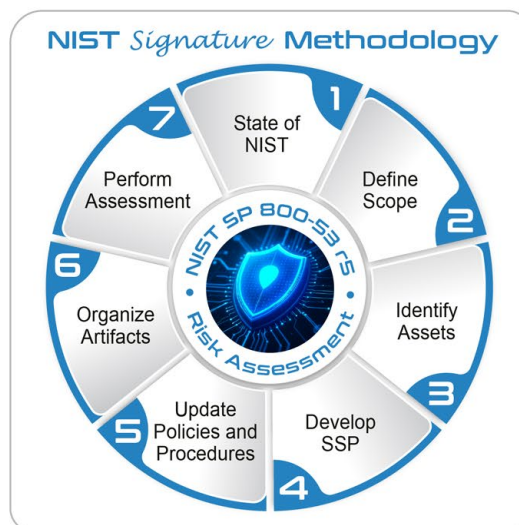 NIST Signature Methodology
1
State of
NIST
2
Define
Scope
3
Identify
Assets
4
Develop
SSP
5
Update
Policies and
Procedures
6
Organize
Artifacts
7
Perform
Assessment
NIST SP 800-53 r5
• Risk Assessment •